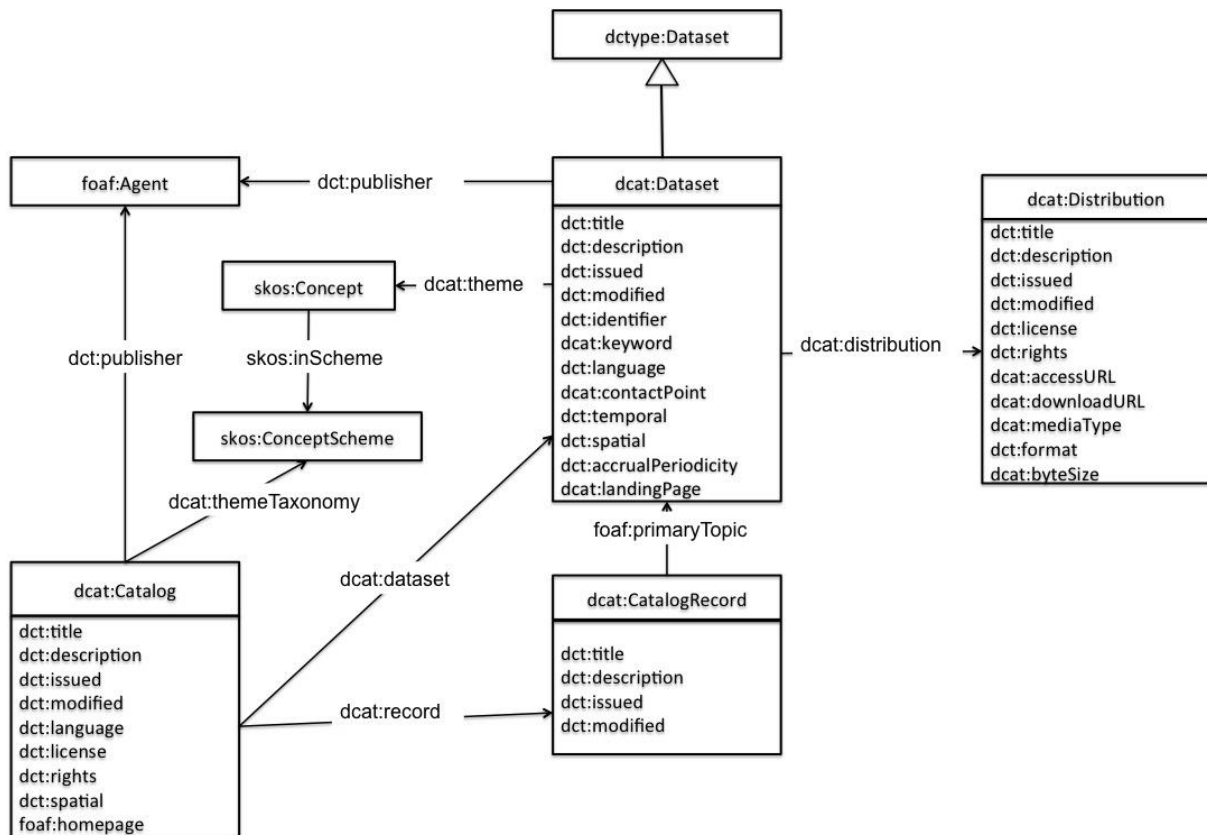 dctype:Dataset
foaf:Agent
dct:publisher
dcat:Dataset
dct:title
dct:description
dct:issued
dct:modified
dct:identifier
dcat:keyword
dct:language
dcat:contactPoint
dct:temporal
dct:spatial
dct:accrualPeriodicity
dcat:landingPage
dcat:Distribution
dct:title
dct:description
dct:issued
dct:modified
dct:license
dct:rights
dcat:accessURL
dcat:downloadURL
dcat:mediaType
dct:format
dcat:byteSize
skos:Concept
dcat:theme
dcat:distribution
dct:publisher
skos:inScheme
skos:ConceptScheme
dcat:themeTaxonomy
foaf:primaryTopic
dcat:dataset
dcat:Catalog
dct:title
dct:description
dct:issued
dct:modified
dct:language
dct:license
dct:rights
dct:spatial
foaf:homepage
dcat:record
dcat:CatalogRecord
dct:title
dct:description
dct:issued
dct:modified